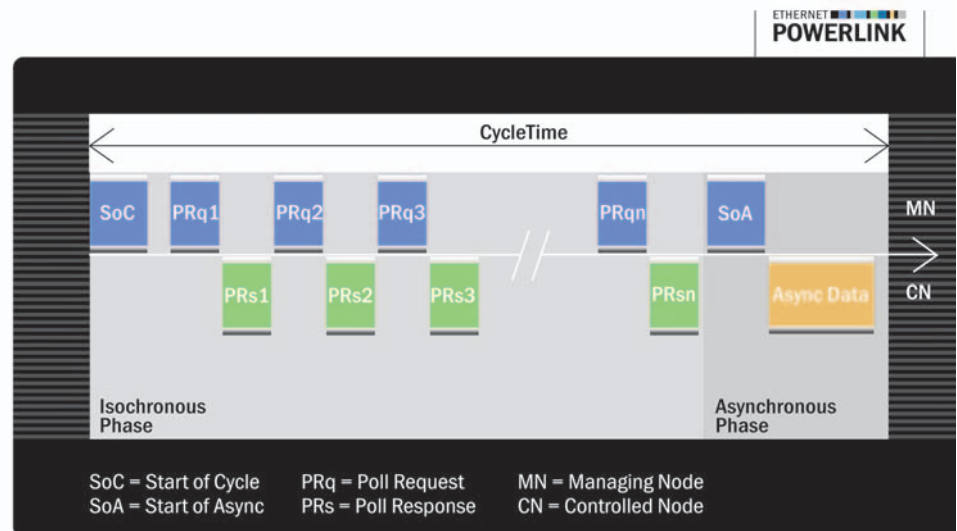 ETHERNET
POWERLINK
CycleTime
SoC PRq1 PRq2 PRq3 PRqn SoA MN
PRs1 PRs2 PRs3 PRsn Async Data CN
Isochronous
Phase
Asynchronous
Phase
SoC = Start of Cycle PRq = Poll Request MN = Managing Node
SoA = Start of Async PRs = Poll Response CN = Controlled Node